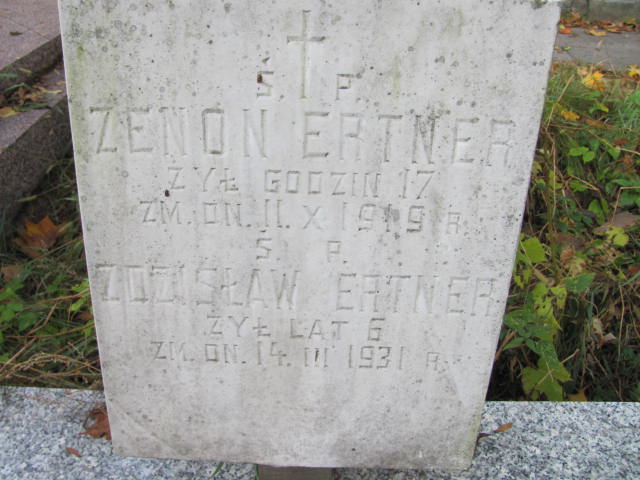 Ś. P.
ZENON ERTNER
ŻYŁ GODZIN 17
ZM. DN. 11. X 1919 R.
Ś. P.
ZDZISŁAW ERTNER
ŻYŁ LAT 6
ZM. DN. 14. III 1931 R.